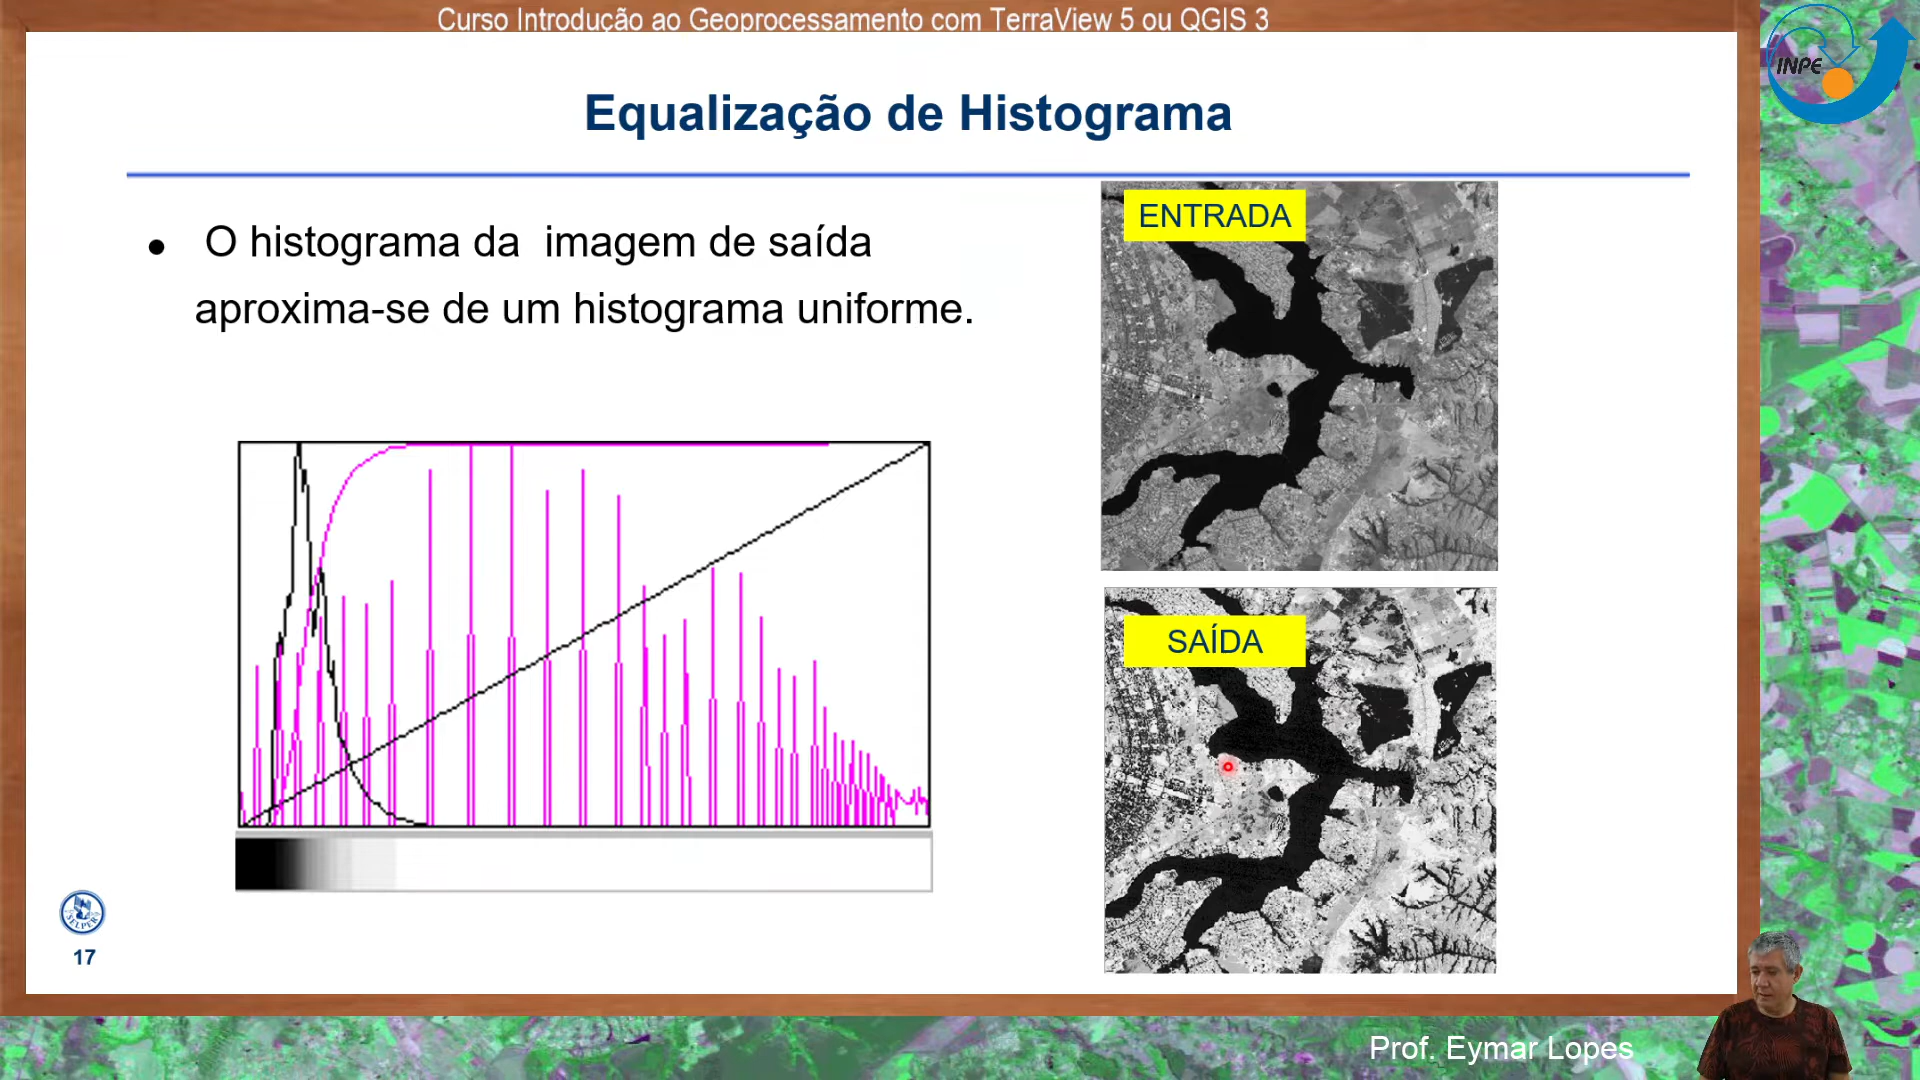 Curso Introdução ao Geoprocessamento com TerraView 5 ou QGIS 3
INPE
Equalização de Histograma
● O histograma da imagem de saída
aproxima-se de um histograma uniforme.
ENTRADA
SAÍDA
SELPER
17
Prof. Eymar Lopes